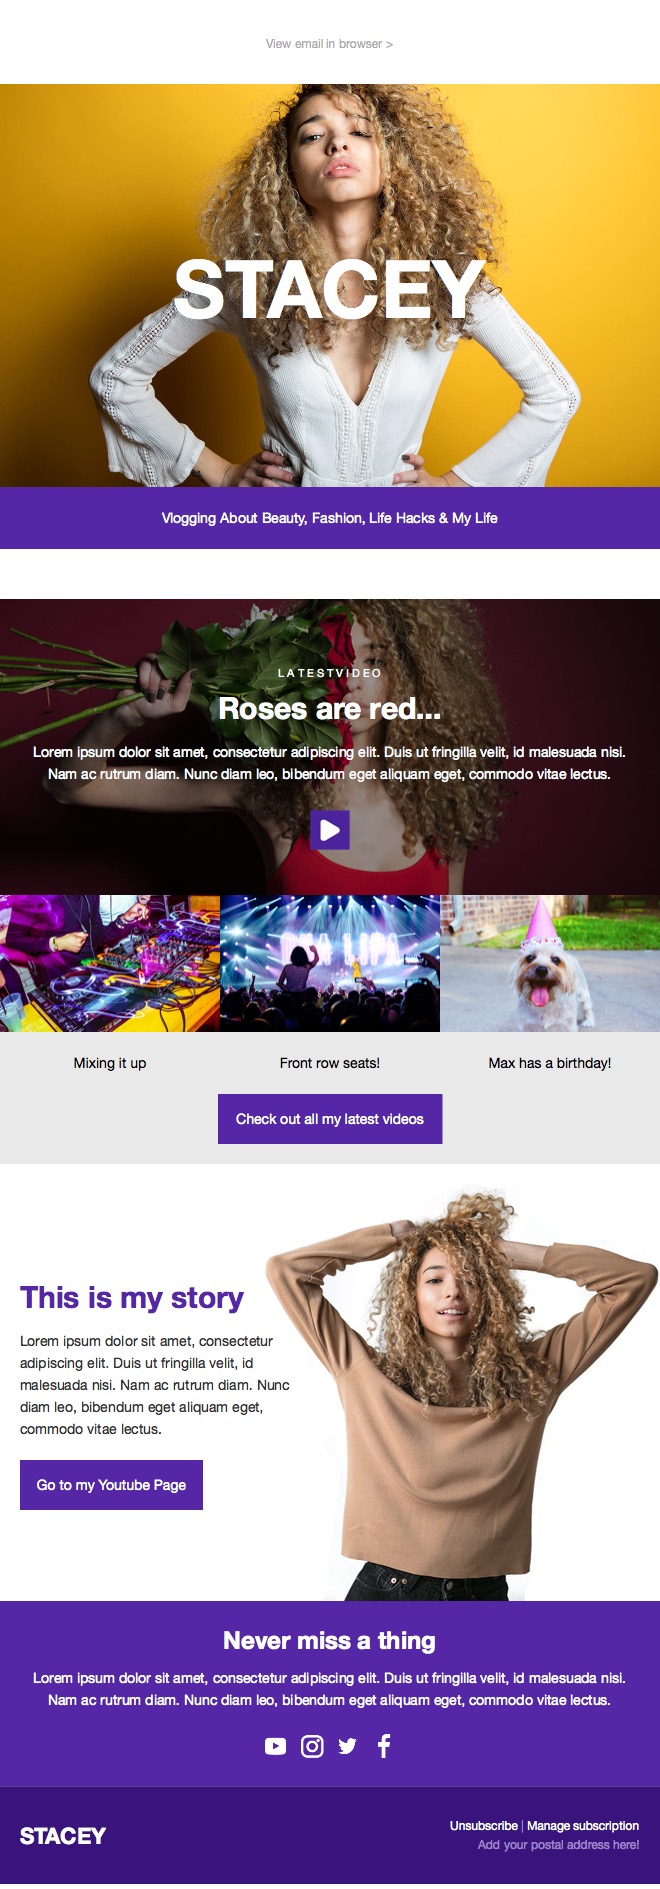 View email in browser >
STACEY
Vlogging About Beauty, Fashion, Life Hacks & My Life
LATESTVIDEO
Roses are red...
Lorem ipsum dolor sit amet, consectetur adipiscing elit. Duis ut fringilla velit, id malesuada nisi.
Nam ac rutrum diam. Nunc diam leo, bibendum eget aliquam eget, commodo vitae lectus.
Mixing it up
Front row seats!
Max has a birthday!
Check out all my latest videos
This is my story
Lorem ipsum dolor sit amet, consectetur
adipiscing elit. Duis ut fringilla velit, id
malesuada nisi. Nam ac rutrum diam. Nunc
diam leo, bibendum eget aliquam eget,
commodo vitae lectus.
Go to my Youtube Page
Never miss a thing
Lorem ipsum dolor sit amet, consectetur adipiscing elit. Duis ut fringilla velit, id malesuada nisi.
Nam ac rutrum diam. Nunc diam leo, bibendum eget aliquam eget, commodo vitae lectus.
STACEY
Unsubscribe | Manage subscription
Add your postal address here!